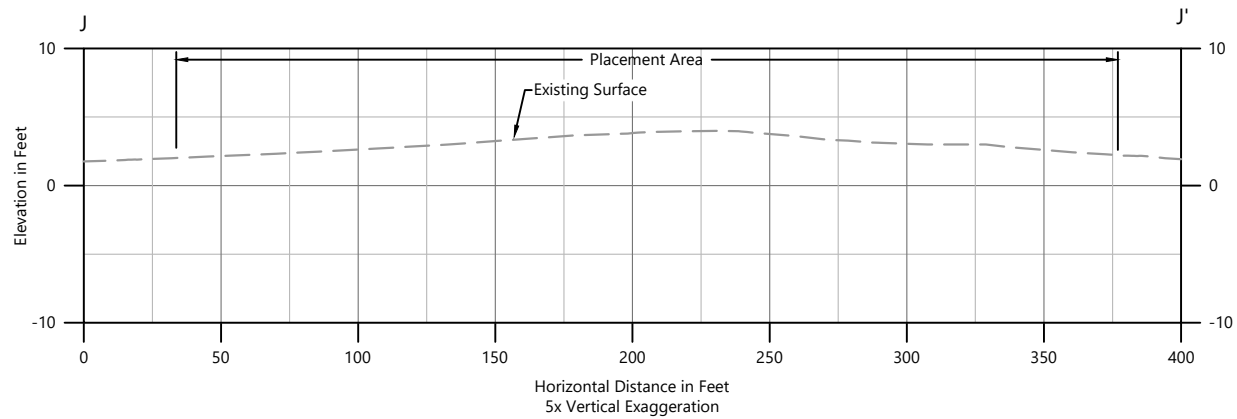 J
J'
10
10
Placement Area
Existing Surface
Elevation in Feet
0
0
-10
-10
0
50
100
150
200
250
300
350
400
Horizontal Distance in Feet
5x Vertical Exaggeration